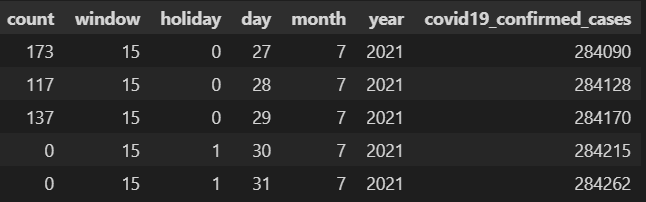 count window holiday day month year covid19_confirmed_cases
173 15 0 27 7 2021 284090
117 15 0 28 7 2021 284128
137 15 0 29 7 2021 284170
0 15 1 30 7 2021 284215
0 15 1 31 7 2021 284262